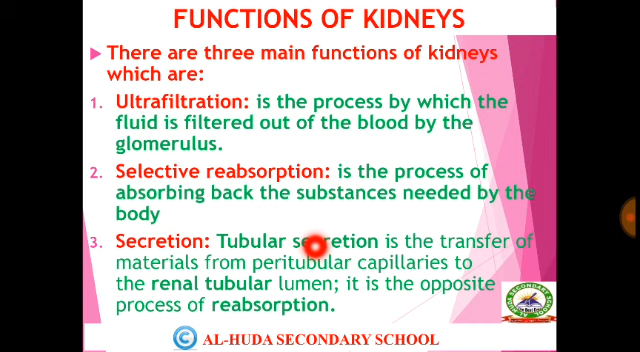 FUNCTIONS OF KIDNEYS
There are three main functions of kidneys
which are:
1. Ultrafiltration: is the process by which the
fluid is filtered out of the blood by the
glomerulus.
2. Selective reabsorption: is the process of
absorbing back the substances needed by the
body
3. Secretion: Tubular secretion is the transfer of
materials from peritubular capillaries to
the renal tubular lumen; it is the opposite
process of reabsorption.
C AL-HUDA SECONDARY SCHOOL